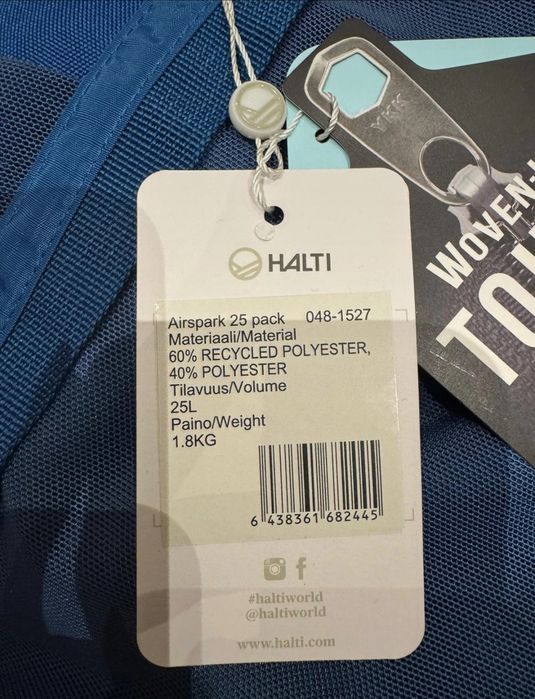 YKK
WOVEN-
TO
HALTI
Airspark 25 pack 048-1527
Materiaali/Material
60% RECYCLED POLYESTER,
40% POLYESTER
Tilavuus/Volume
25L
Paino/Weight
1.8KG
6 438361 682445
#haltiworld
@haltiworld
www.halti.com